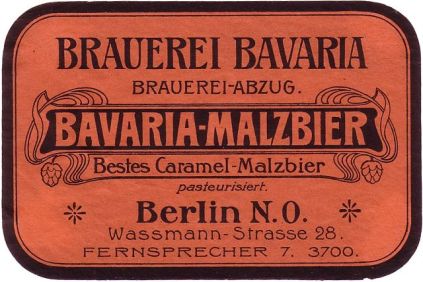 BRAUEREI BAVARIA
BRAUEREI-ABZUG.
BAVARIA-MALZBIER
Bestes Caramel-Malzbier
pasteurisiert.
Berlin N.O.
Wassmann-Strasse 28.
FERNSPRECHER 7. 3700.